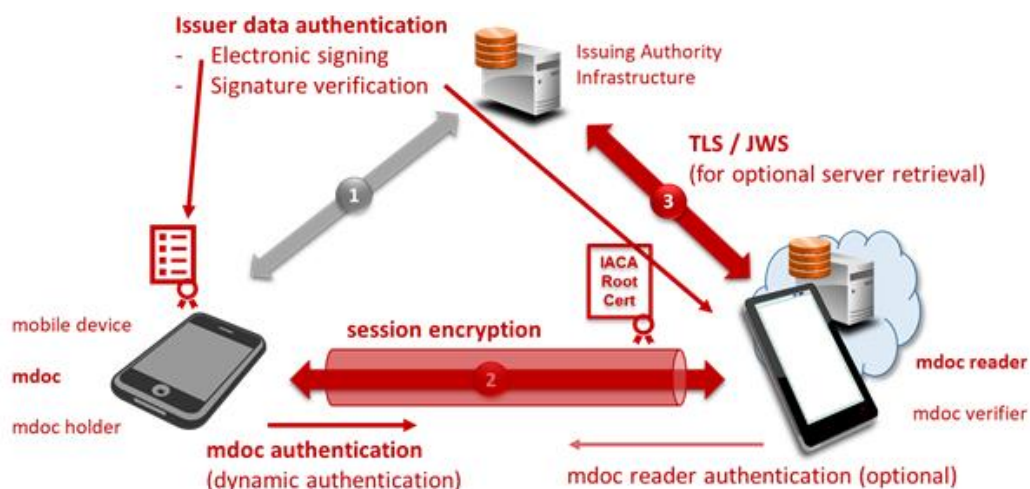 Issuer data authentication
- Electronic signing
- Signature verification
Issuing Authority
Infrastructure
TLS / JWS
(for optional server retrieval)
1
3
IACA
Root
Cert
mobile device
mdoc
mdoc holder
session encryption
2
mdoc reader
mdoc verifier
mdoc authentication
(dynamic authentication)
mdoc reader authentication (optional)